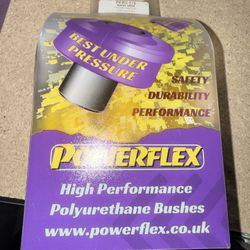 BEST UNDER
PRESSURE
SAFETY
DURABILITY
PERFORMANCE
POWERFLEX
High Performance
Polyurethane Bushes
www.powerflex.co.uk